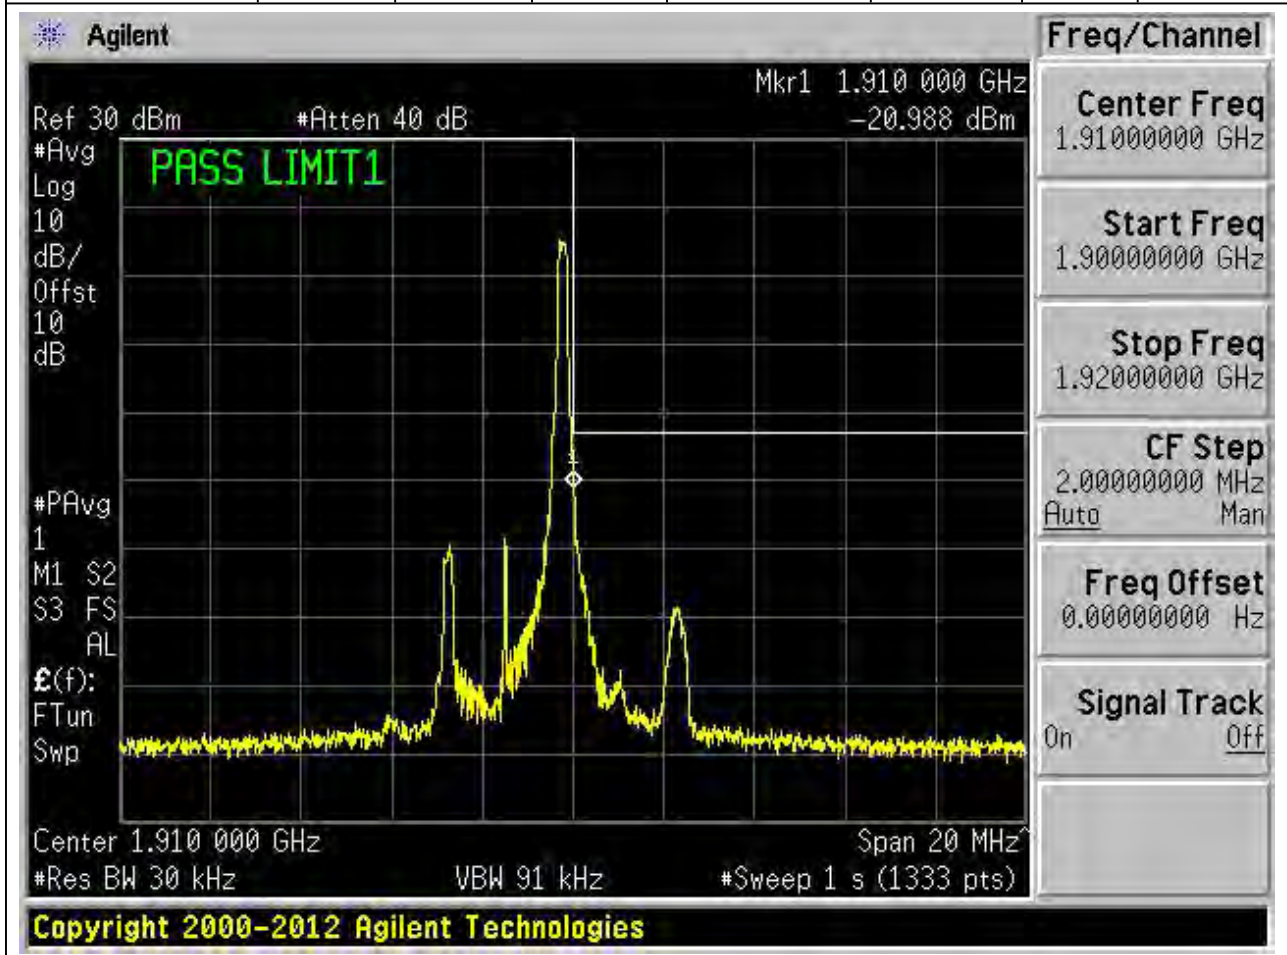 Agilent
Freq/Channel
Mkr1 1.910 000 GHz
Ref 30 dBm #Atten 40 dB -20.988 dBm
#Avg
Log
10
dB/
Offst
10
dB
PASS LIMIT1
#PAvg
1
M1 S2
S3 FS
AL
£(f):
FTun
Swp
Center 1.910 000 GHz Span 20 MHz^
#Res BW 30 kHz VBW 91 kHz #Sweep 1 s (1333 pts)
Copyright 2000-2012 Agilent Technologies
Center Freq
1.91000000 GHz
Start Freq
1.90000000 GHz
Stop Freq
1.92000000 GHz
CF Step
2.00000000 MHz
Auto Man
Freq Offset
0.00000000 Hz
Signal Track
On Off